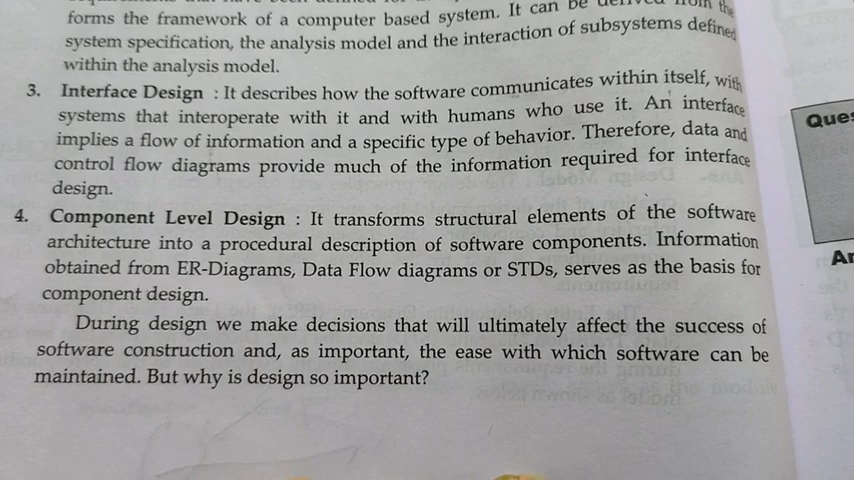 forms the framework of a computer based system. It can be derived from the
system specification, the analysis model and the interaction of subsystems defined
within the analysis model.
3. Interface Design : It describes how the software communicates within itself, with
systems that interoperate with it and with humans who use it. An interface
implies a flow of information and a specific type of behavior. Therefore, data and
control flow diagrams provide much of the information required for interface
design.
4. Component Level Design : It transforms structural elements of the software
architecture into a procedural description of software components. Information
obtained from ER-Diagrams, Data Flow diagrams or STDs, serves as the basis for
component design.
During design we make decisions that will ultimately affect the success of
software construction and, as important, the ease with which software can be
maintained. But why is design so important?